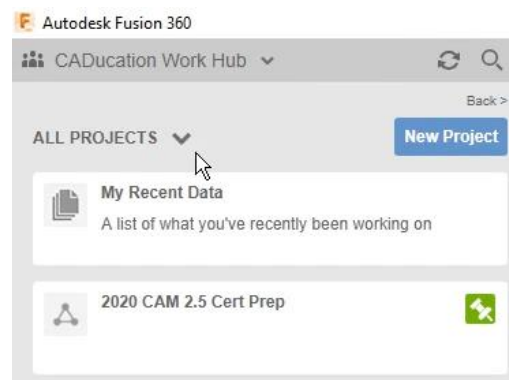 Autodesk Fusion 360
CADucation Work Hub
Back >
ALL PROJECTS
New Project
My Recent Data
A list of what you've recently been working on
2020 CAM 2.5 Cert Prep